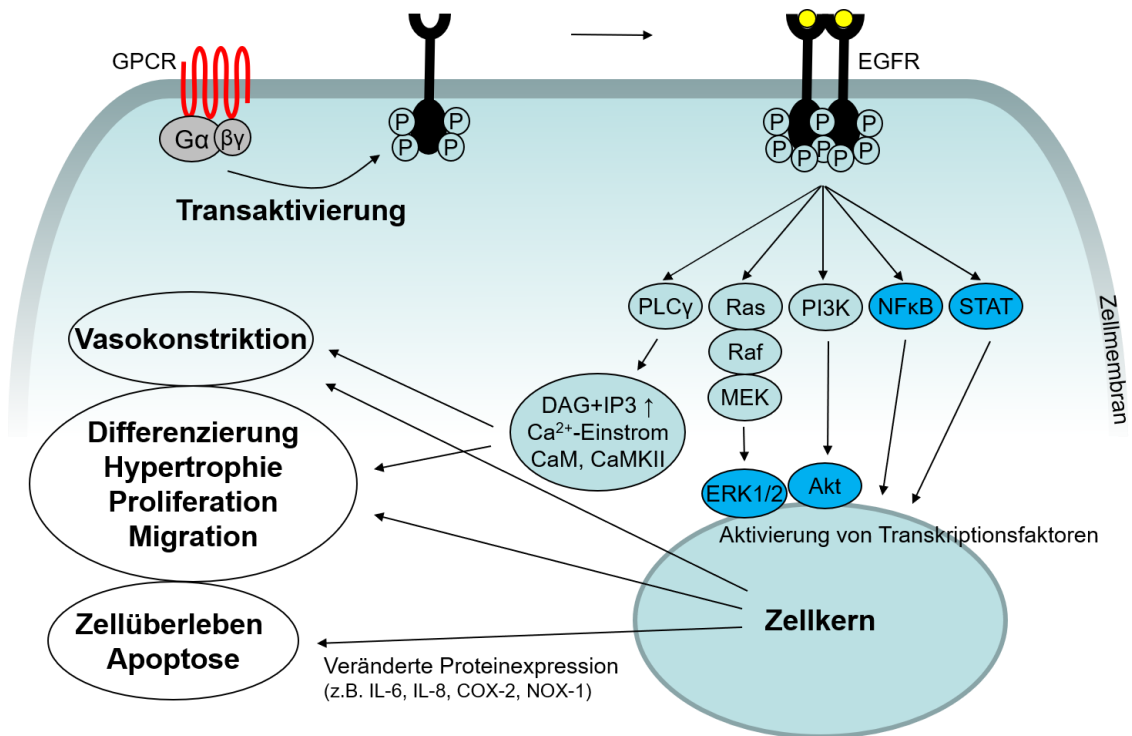 GPCR
EGFR
Gα
βγ
P
P
P
P
P
P
P
P
P
P
P
P
Transaktivierung
Zellmembran
PLCγ
Ras
PI3K
NFκB
STAT
Raf
MEK
Vasokonstriktion
DAG+IP3 ↑
Ca²⁺-Einstrom
CaM, CaMKII
Differenzierung
Hypertrophie
Proliferation
Migration
ERK1/2
Akt
Aktivierung von Transkriptionsfaktoren
Zellkern
Zellüberleben
Apoptose
Veränderte Proteinexpression
(z.B. IL-6, IL-8, COX-2, NOX-1)